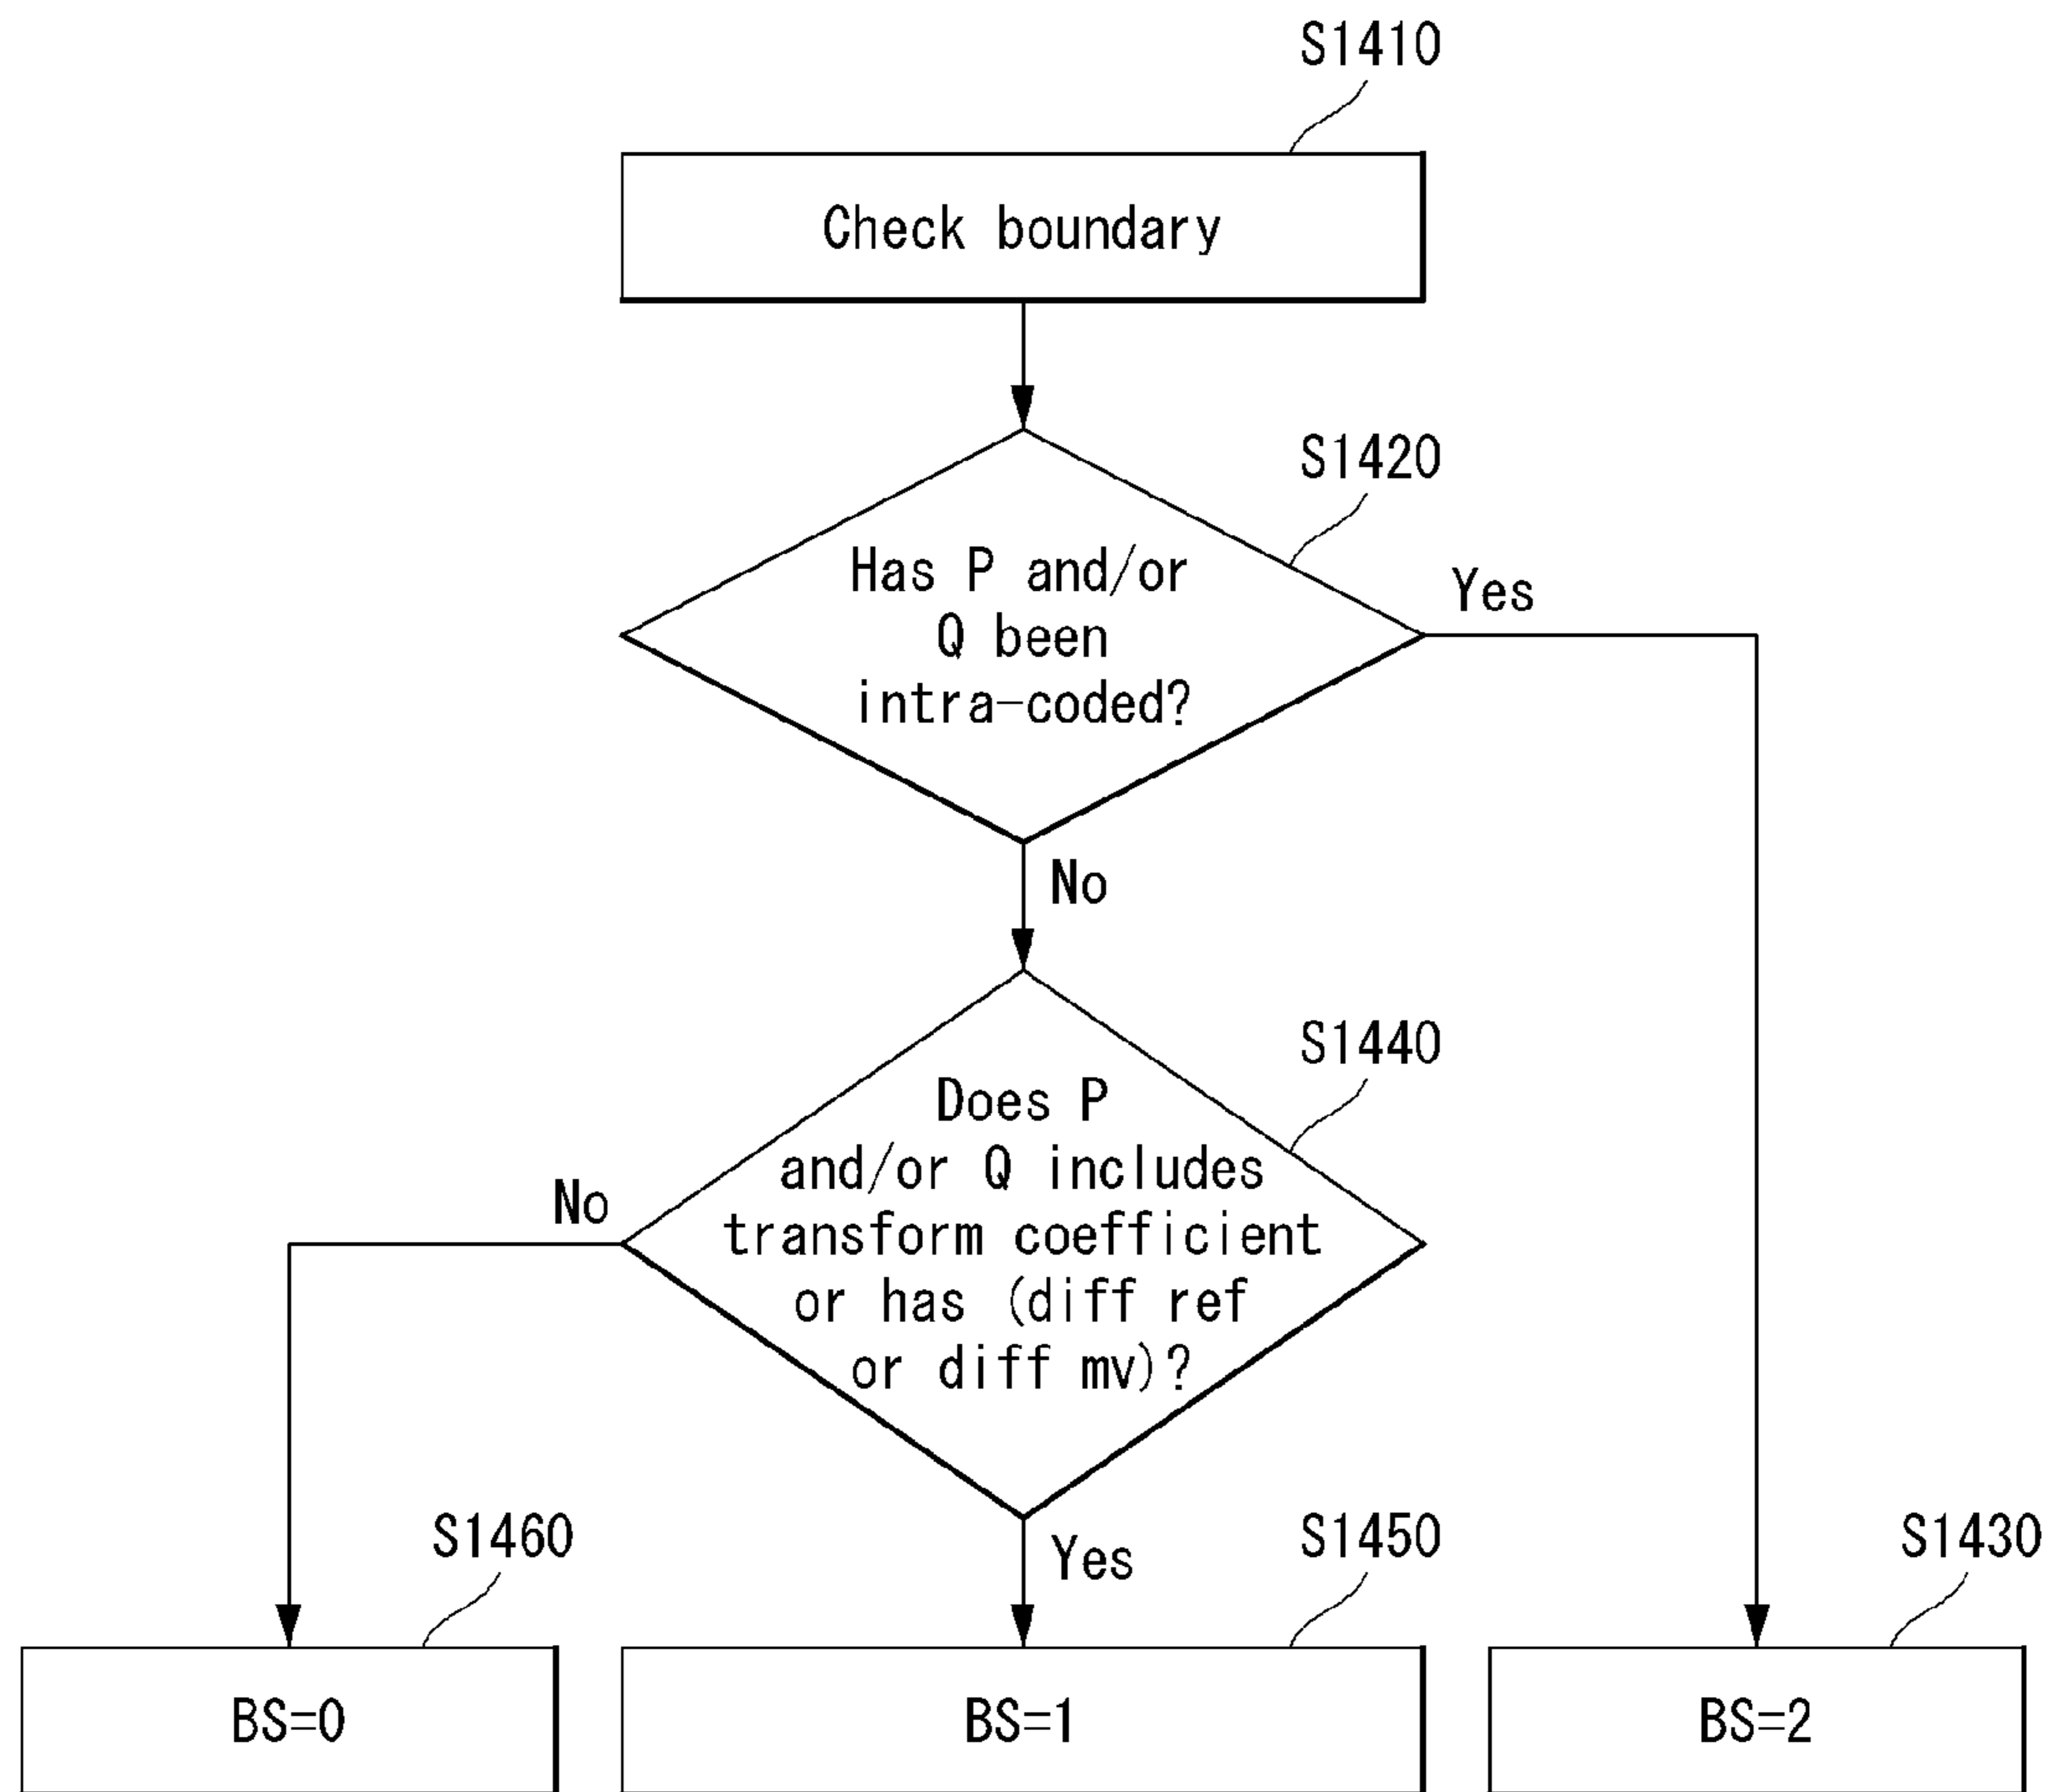 S1410
Check boundary
S1420
Has P and/or
Q been
intra-coded?
Yes
No
S1440
Does P
and/or Q includes
transform coefficient
or has (diff ref
or diff mv)?
No
Yes
S1460
S1450
S1430
BS=0
BS=1
BS=2